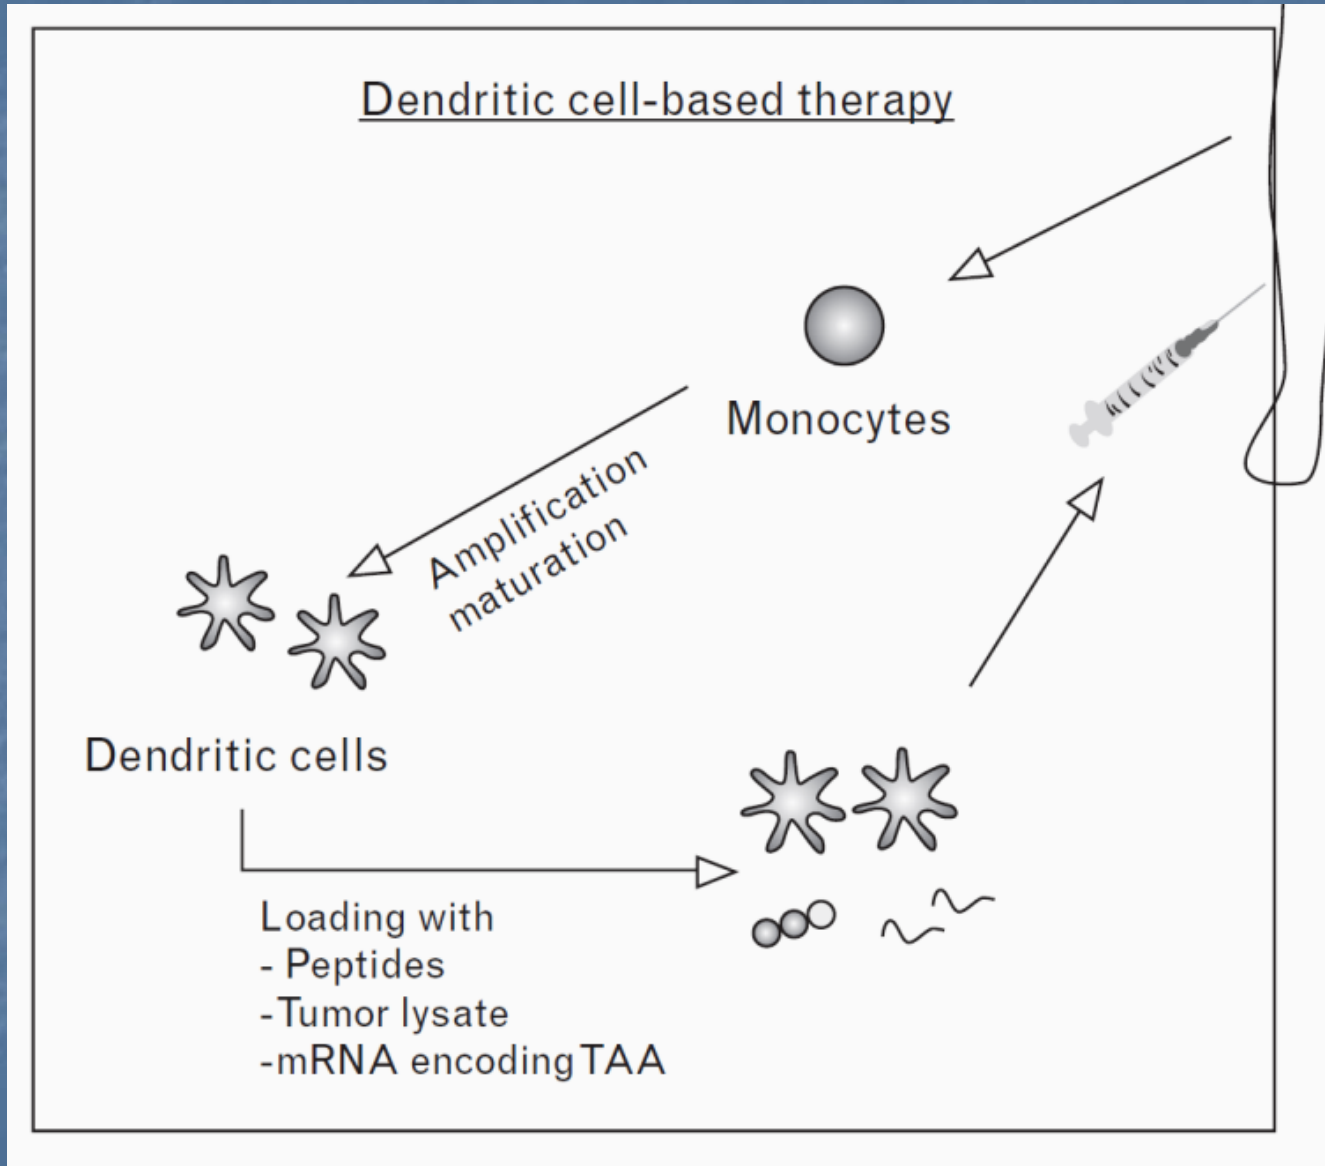 Dendritic cell-based therapy
Monocytes
Amplification
maturation
Dendritic cells
Loading with
- Peptides
-Tumor lysate
-mRNA encoding TAA